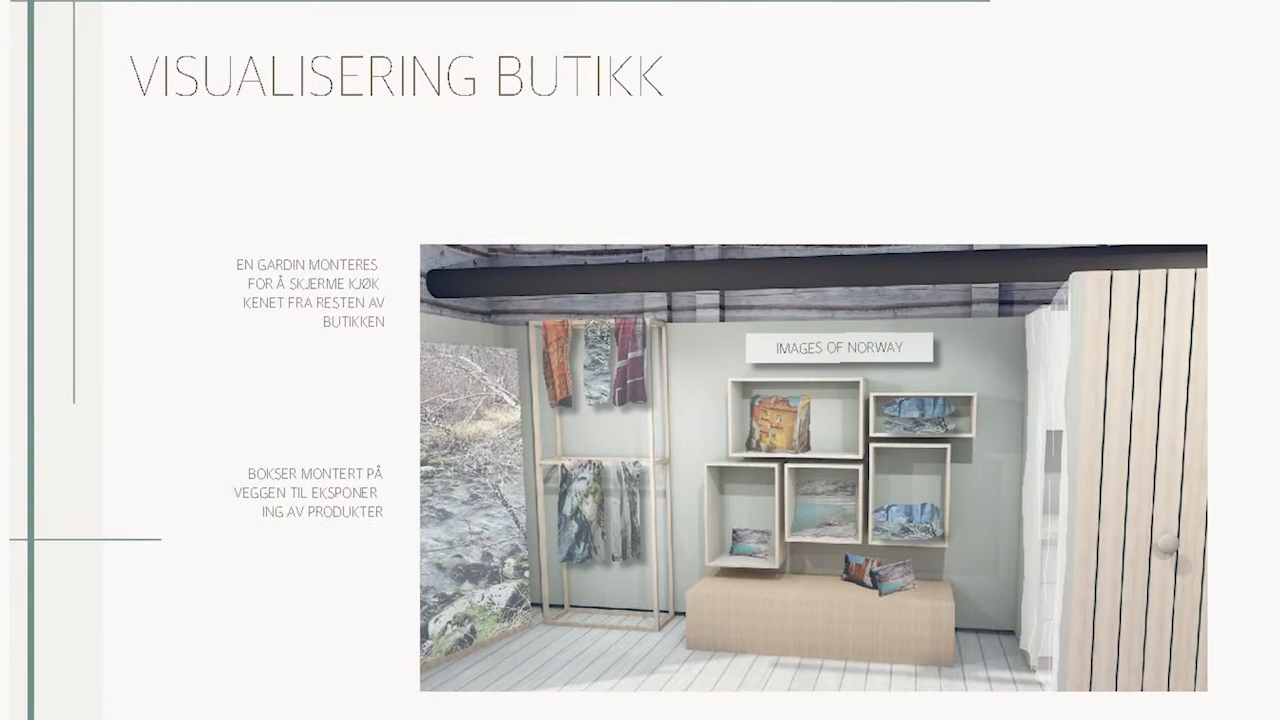 VISUALISERING BUTIKK
EN GARDIN MONTERES
FOR Å SKJERME KJØK
KENET FRA RESTEN AV
BUTIKKEN
IMAGES OF NORWAY
BOKSER MONTERT PÅ
VEGGEN TIL EKSPONER
ING AV PRODUKTER